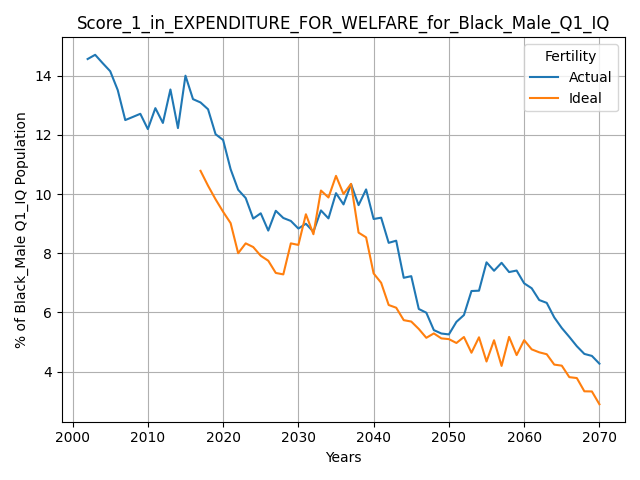 Score_1_in_EXPENDITURE_FOR_WELFARE_for_Black_Male_Q1_IQ
Fertility
Actual
Ideal
% of Black_Male Q1_IQ Population
14
12
10
8
6
4
2000
2010
2020
2030
2040
2050
2060
2070
Years